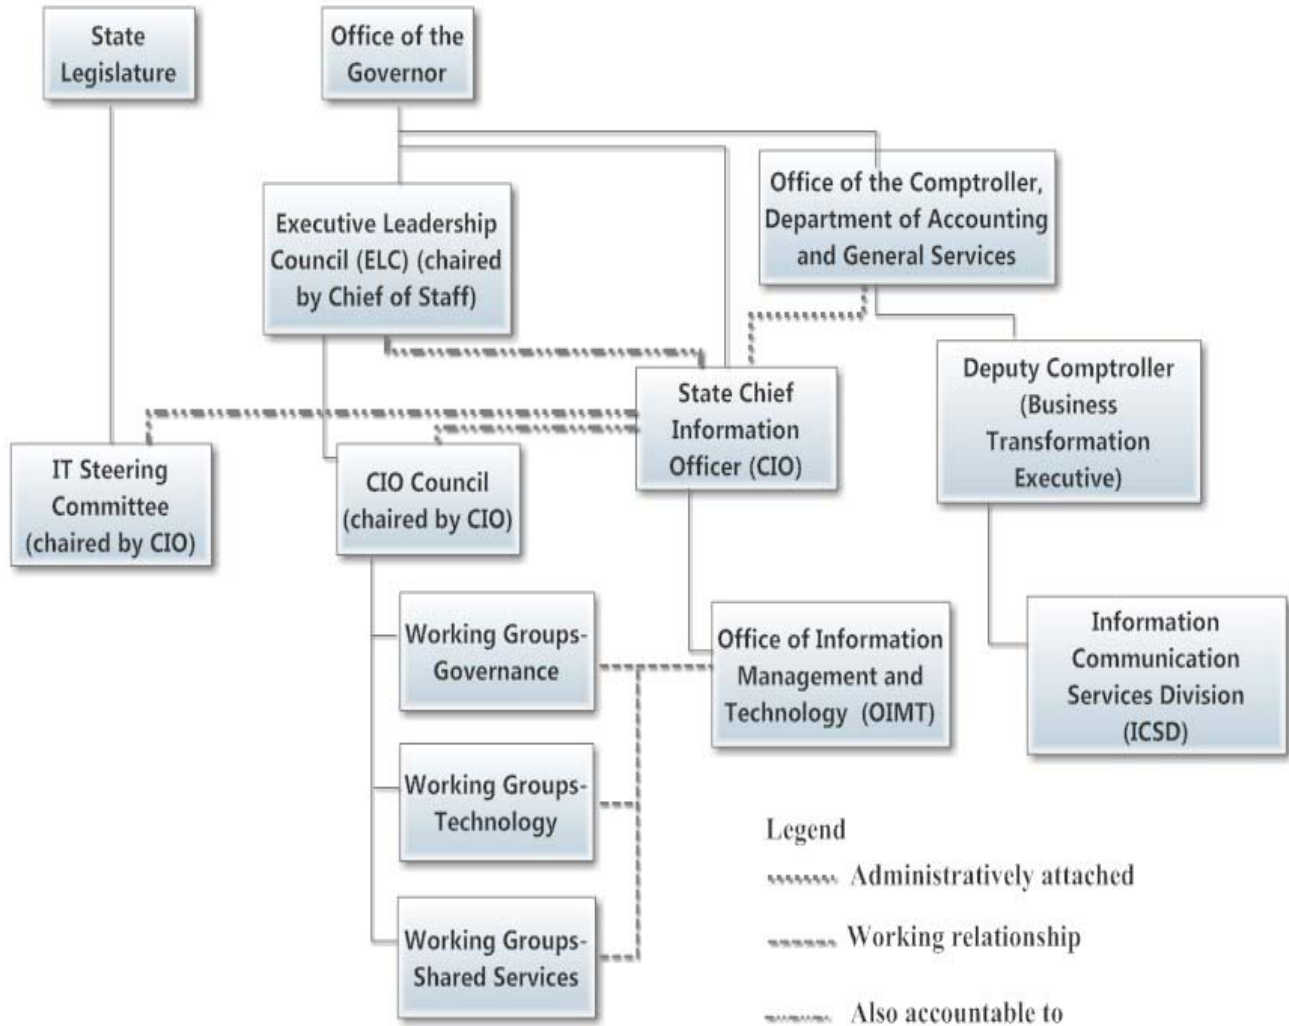 State
Legislature
Office of the
Governor
Executive Leadership
Council (ELC) (chaired
by Chief of Staff)
Office of the Comptroller,
Department of Accounting
and General Services
State Chief
Information
Officer (CIO)
Deputy Comptroller
(Business
Transformation
Executive)
IT Steering
Committee
(chaired by CIO)
CIO Council
(chaired by CIO)
Working Groups-
Governance
Office of Information
Management and
Technology (OIMT)
Information
Communication
Services Division
(ICSD)
Working Groups-
Technology
Working Groups-
Shared Services
Legend
Administratively attached
Working relationship
Also accountable to